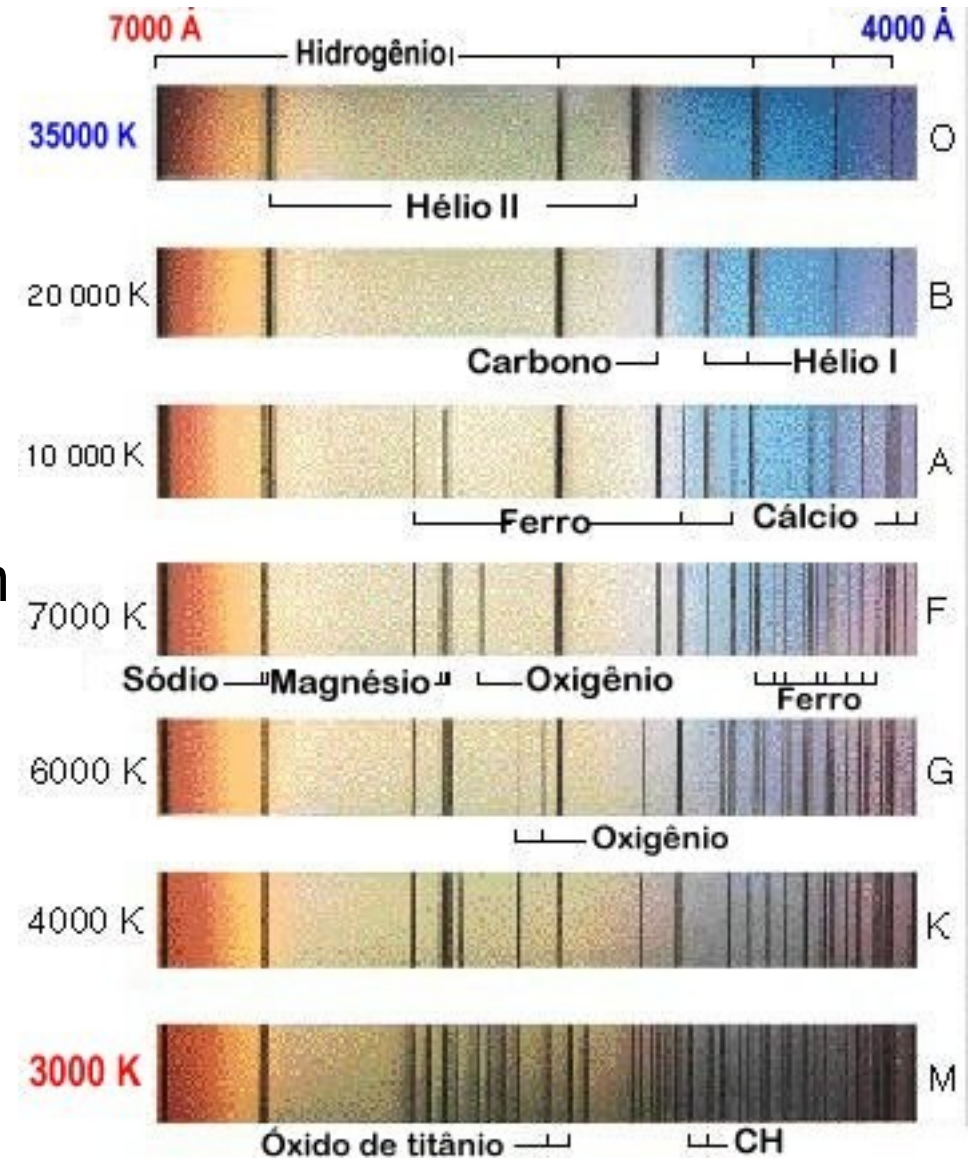 7000 Å 4000 Å
Hidrogênio
35000 K O
Hélio II
20 000 K B
Carbono Hélio I
10 000 K A
Ferro Cálcio
7000 K F
Sódio Magnésio Oxigênio
Ferro
6000 K G
Oxigênio
4000 K K
3000 K M
Óxido de titânio CH